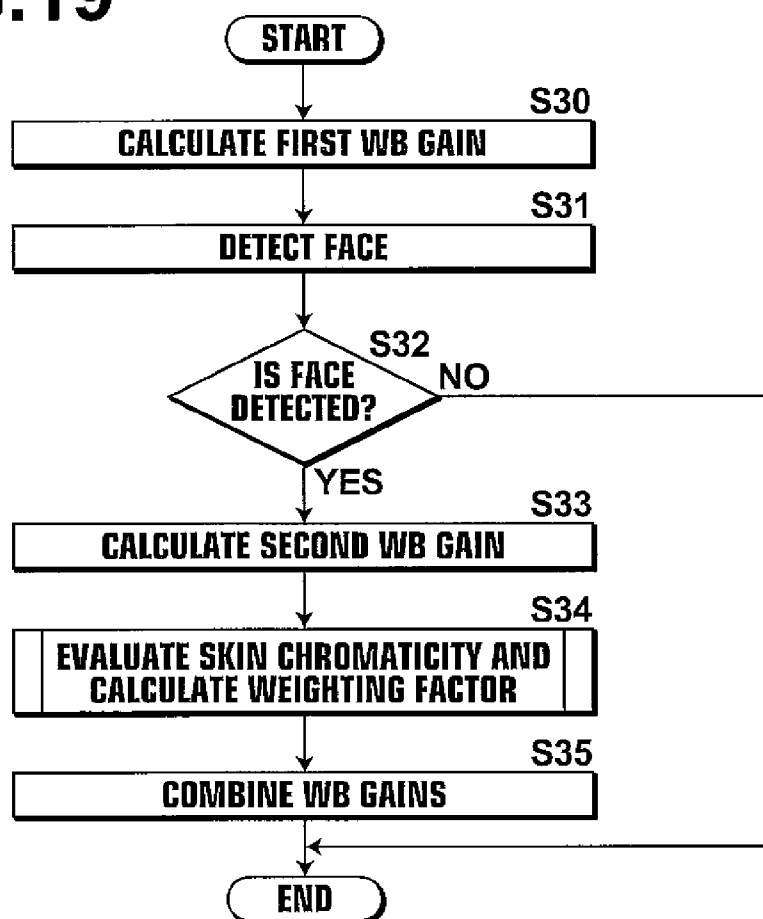 .19
START
S30
CALCULATE FIRST WB GAIN
S31
DETECT FACE
S32
IS FACE
DETECTED?
NO
YES
S33
CALCULATE SECOND WB GAIN
S34
EVALUATE SKIN CHROMATICITY AND
CALCULATE WEIGHTING FACTOR
S35
COMBINE WB GAINS
END